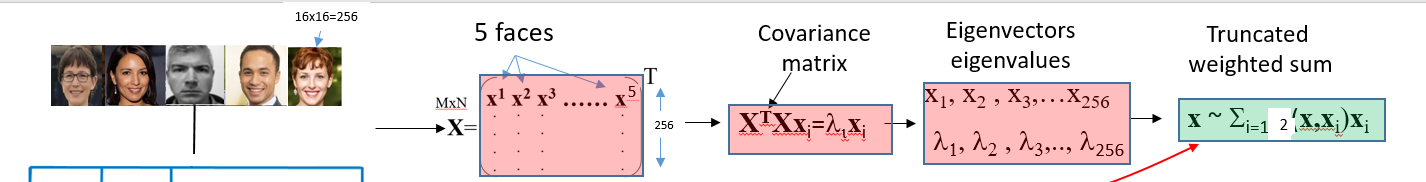 16x16=256
5 faces
MxN
X=
x¹ x² x³ ...... x⁵
T
256
Covariance
matrix
XᵀXxᵢ=λᵢxᵢ
Eigenvectors
eigenvalues
x₁, x₂ , x₃,...x₂₅₆
λ₁, λ₂ , λ₃,.., λ₂₅₆
Truncated
weighted sum
x ~ Σᵢ₌₁ 2 (x,xᵢ)xᵢ